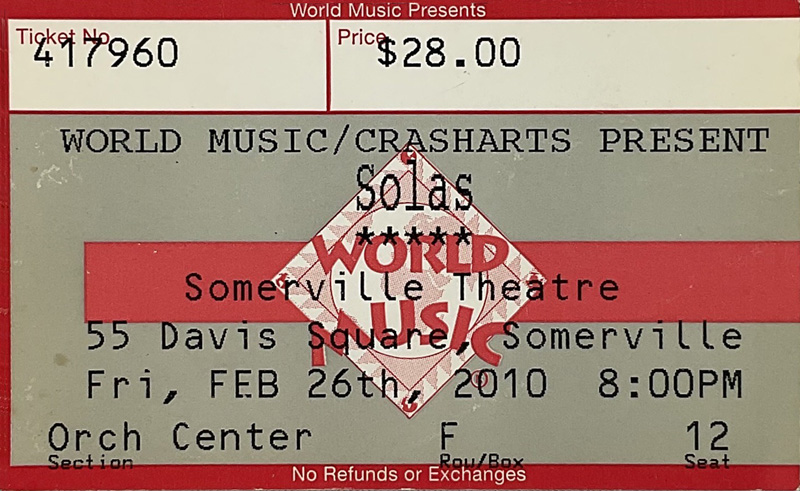 World Music Presents
Ticket No. Price
417960 $28.00
WORLD MUSIC/CRASHARTS PRESENT
Solas
*****
WORLD
Somerville Theatre
MUSIC
55 Davis Square, Somerville
Fri, FEB 26th, 2010 8:00PM
Orch Center F 12
Section Row/Box Seat
No Refunds or Exchanges